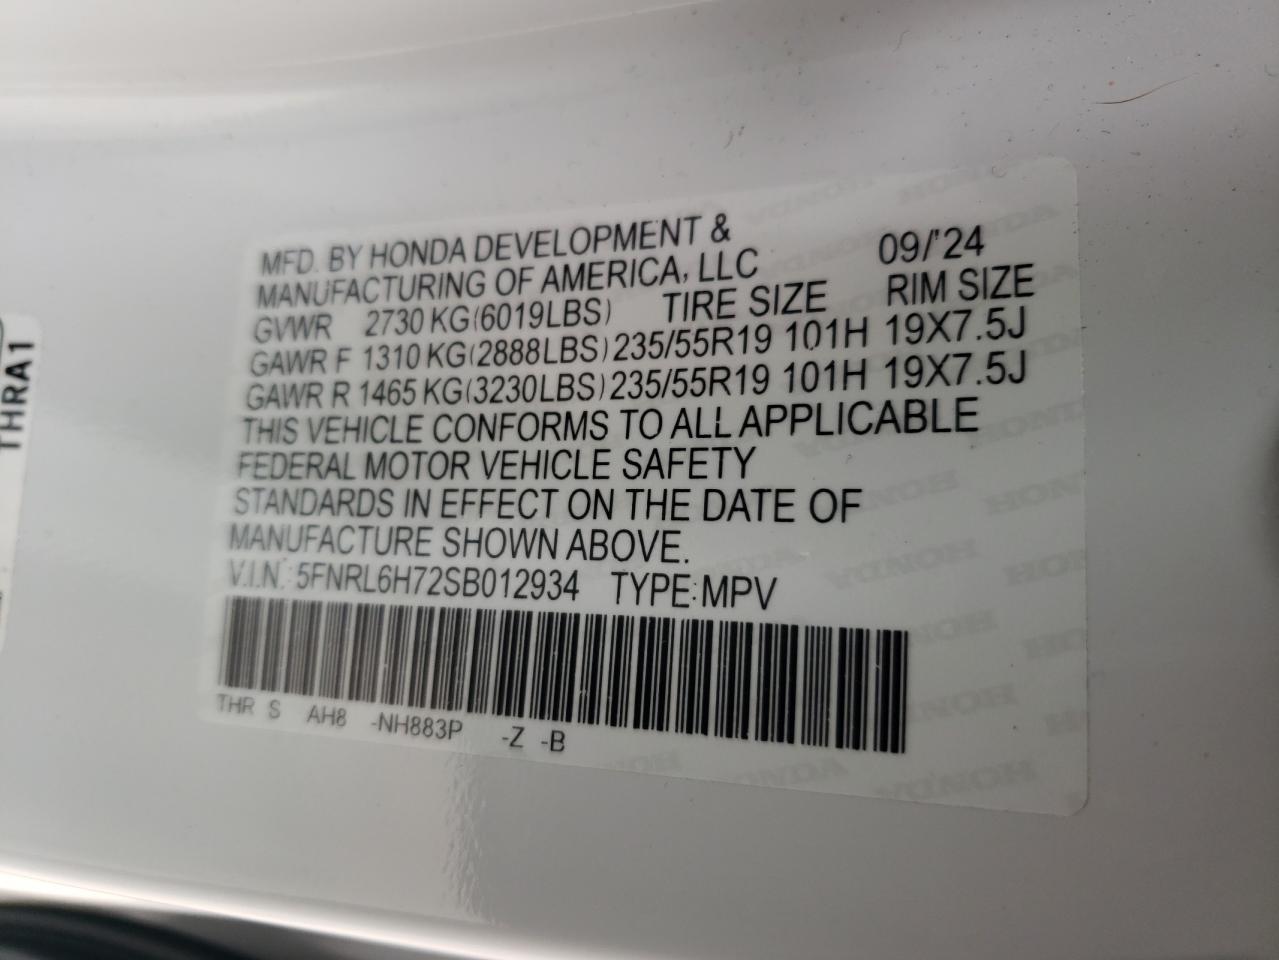 THRA1
MFD. BY HONDA DEVELOPMENT &
MANUFACTURING OF AMERICA, LLC 09/'24
GVWR 2730 KG(6019LBS) TIRE SIZE RIM SIZE
GAWR F 1310 KG(2888LBS) 235/55R19 101H 19X7.5J
GAWR R 1465 KG(3230LBS) 235/55R19 101H 19X7.5J
THIS VEHICLE CONFORMS TO ALL APPLICABLE
FEDERAL MOTOR VEHICLE SAFETY
STANDARDS IN EFFECT ON THE DATE OF
MANUFACTURE SHOWN ABOVE.
V.I.N.: 5FNRL6H72SB012934 TYPE: MPV
THR S AH8 -NH883P -Z -B